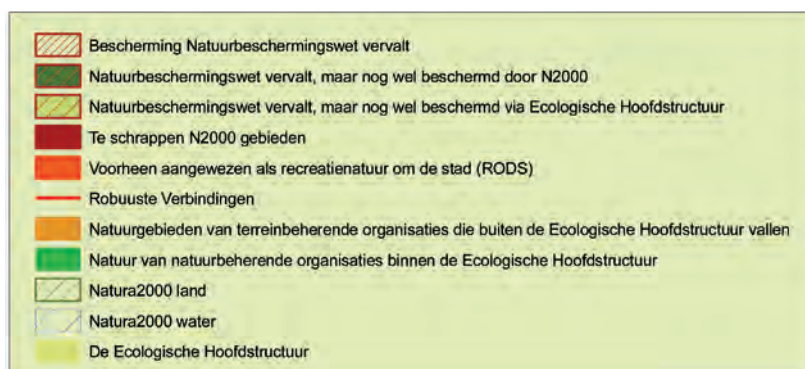 Bescherming Natuurbeschermingswet vervalt
Natuurbeschermingswet vervalt, maar nog wel beschermd door N2000
Natuurbeschermingswet vervalt, maar nog wel beschermd via Ecologische Hoofdstructuur
Te schrappen N2000 gebieden
Voorheen aangewezen als recreatienatuur om de stad (RODS)
Robuuste Verbindingen
Natuurgebieden van terreinbeherende organisaties die buiten de Ecologische Hoofdstructuur vallen
Natuur van natuurbeherende organisaties binnen de Ecologische Hoofdstructuur
Natura2000 land
Natura2000 water
De Ecologische Hoofdstructuur